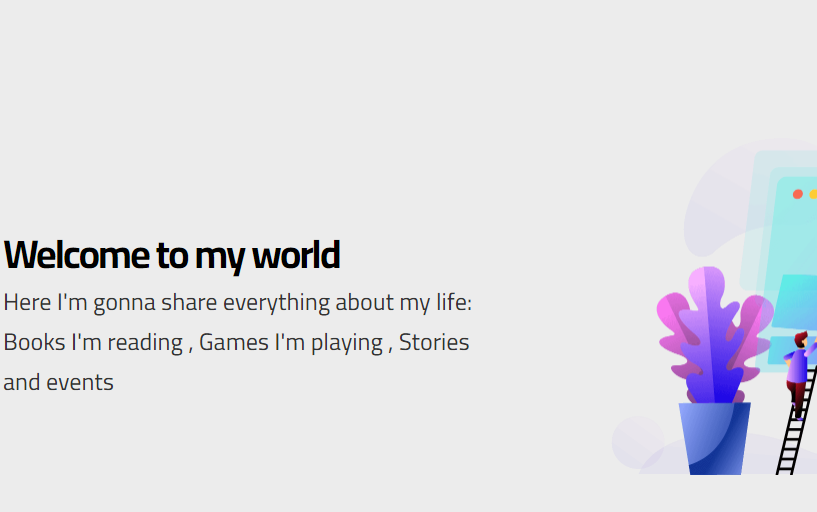 Welcome to my world
Here I'm gonna share everything about my life:
Books I'm reading , Games I'm playing , Stories
and events